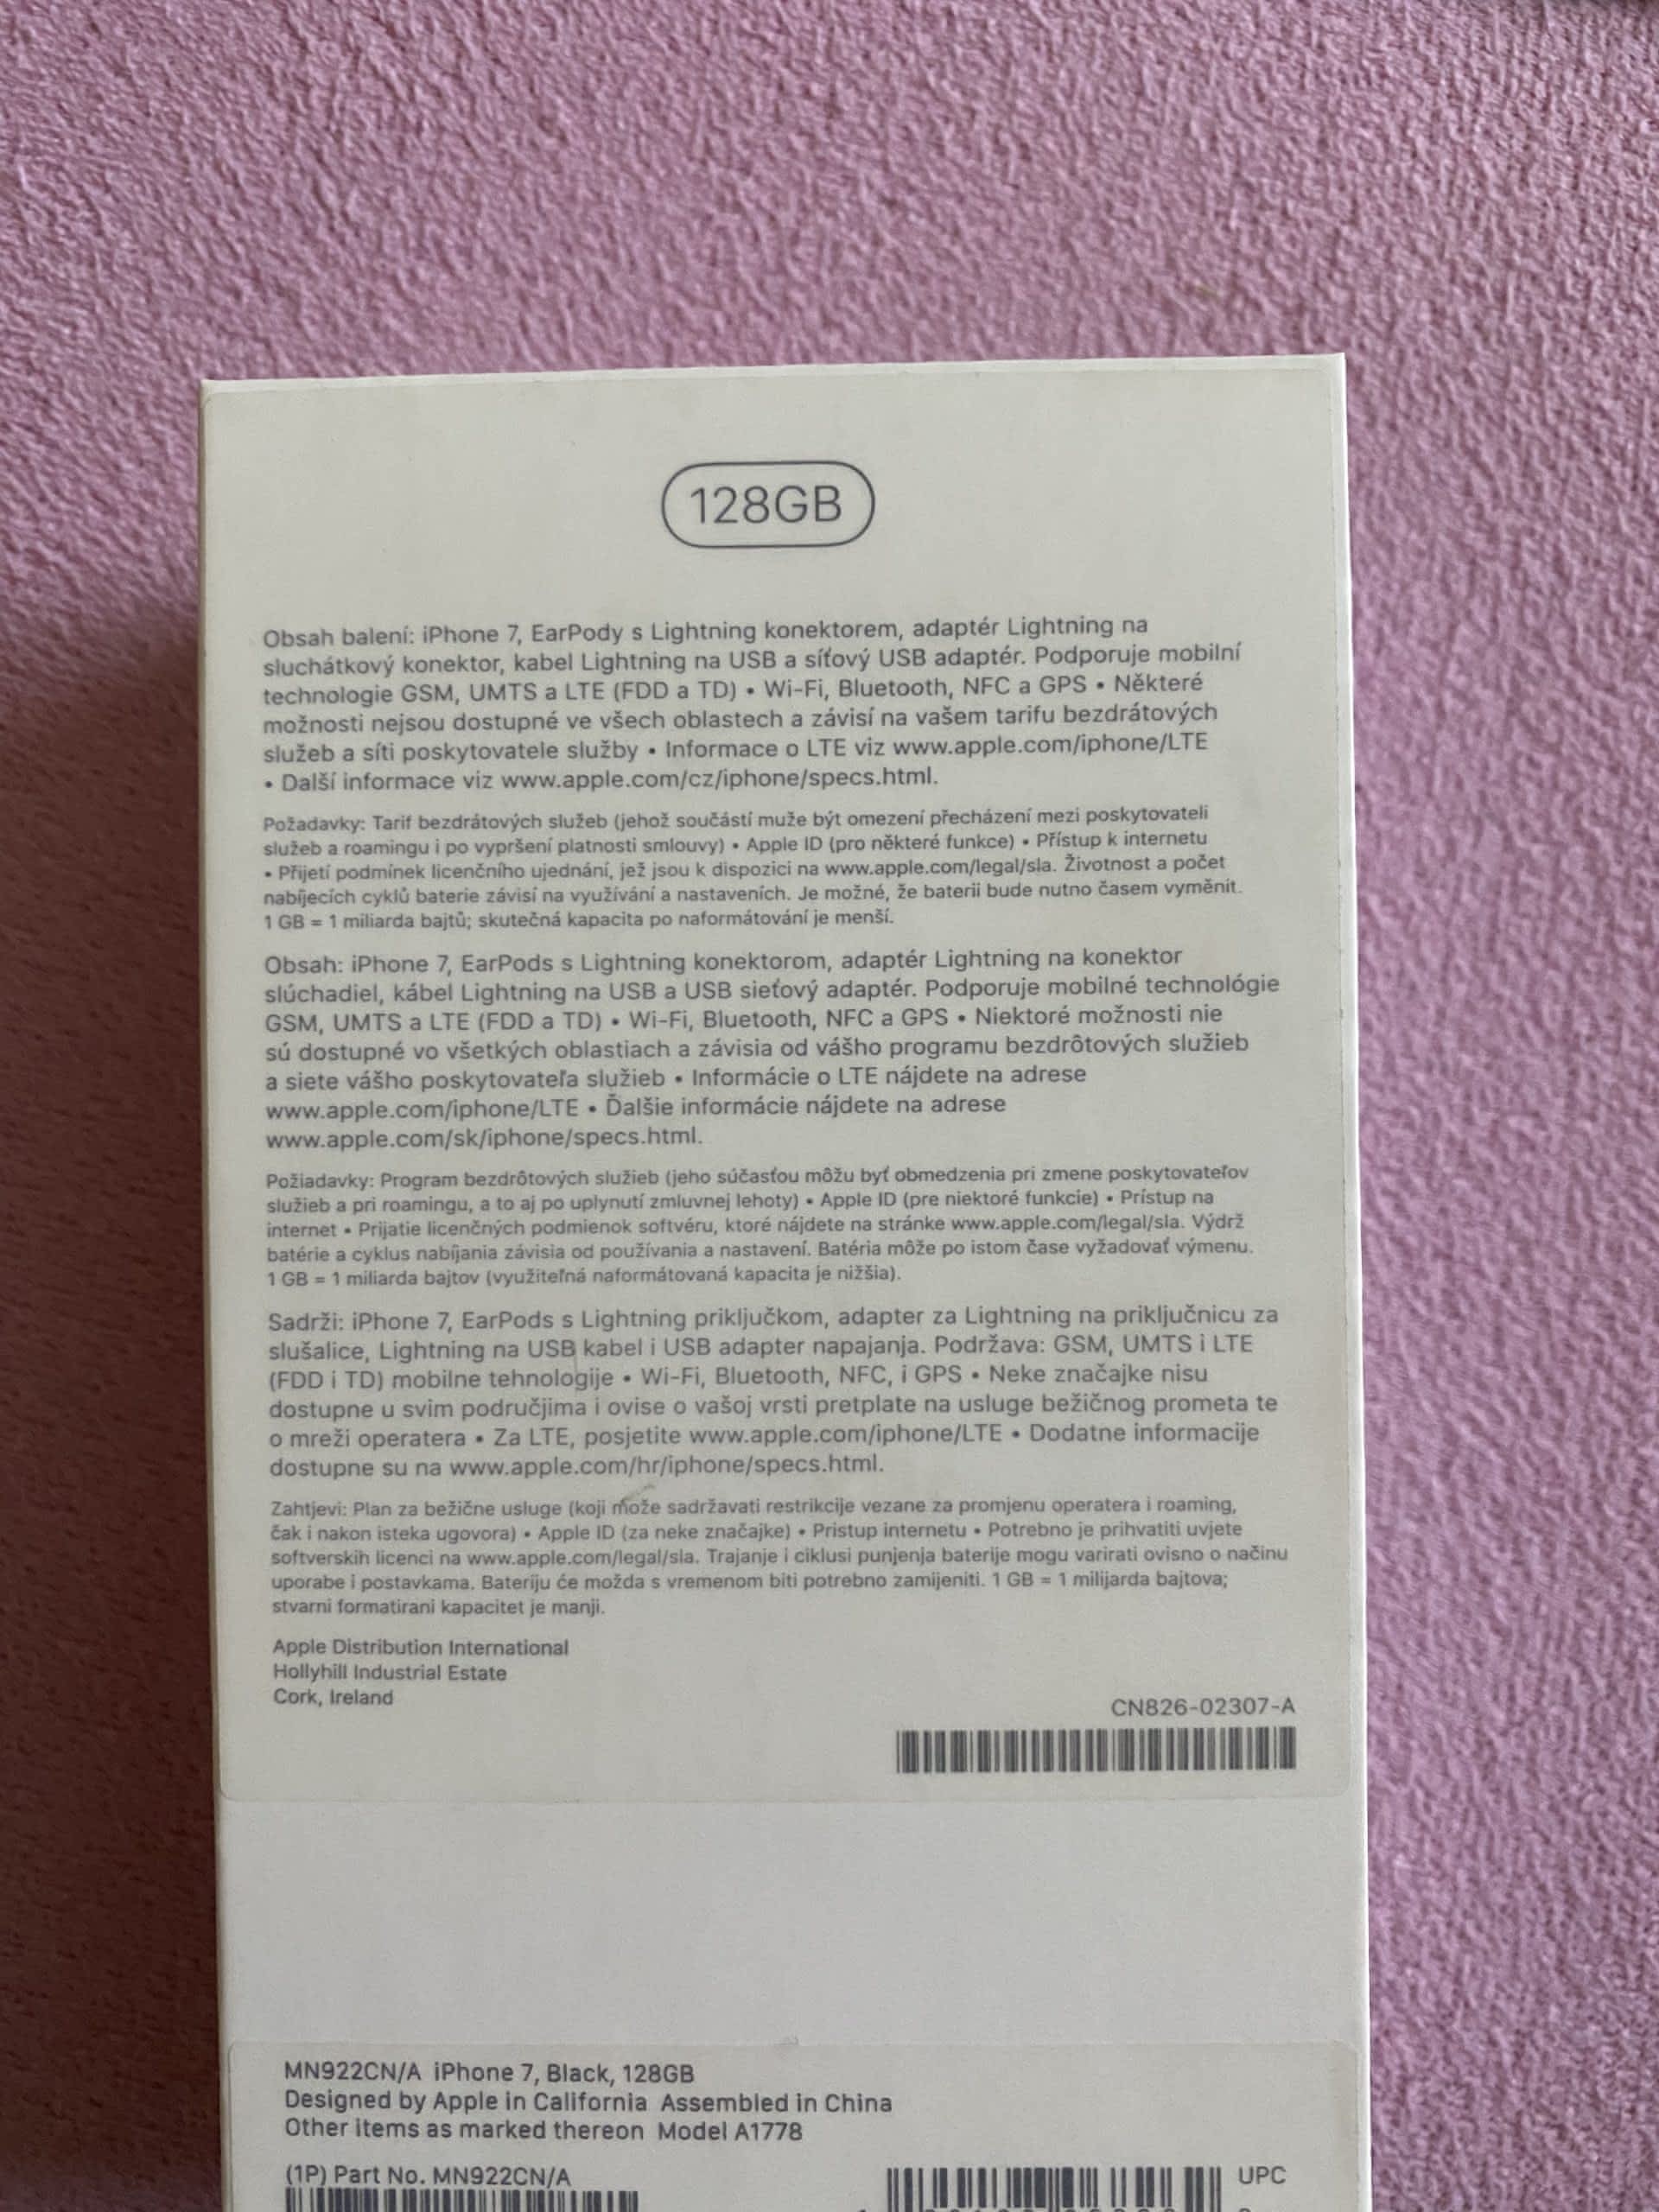 128GB
Obsah balení: iPhone 7, EarPody s Lightning konektorem, adaptér Lightning na
sluchátkový konektor, kabel Lightning na USB a síťový USB adaptér. Podporuje mobilní
technologie GSM, UMTS a LTE (FDD a TD) • Wi-Fi, Bluetooth, NFC a GPS • Některé
možnosti nejsou dostupné ve všech oblastech a závisí na vašem tarifu bezdrátových
služeb a síti poskytovatele služby • Informace o LTE viz www.apple.com/iphone/LTE
• Další informace viz www.apple.com/cz/iphone/specs.html.
Požadavky: Tarif bezdrátových služeb (jehož součástí muže být omezení přecházení mezi poskytovateli
služeb a roamingu i po vypršení platnosti smlouvy) • Apple ID (pro některé funkce) • Přístup k internetu
• Přijetí podmínek licenčního ujednání, jež jsou k dispozici na www.apple.com/legal/sla. Životnost a počet
nabíjecích cyklů baterie závisí na využívání a nastaveních. Je možné, že baterii bude nutno časem vyměnit.
1 GB = 1 miliarda bajtů; skutečná kapacita po naformátování je menší.
Obsah: iPhone 7, EarPods s Lightning konektorom, adaptér Lightning na konektor
slúchadiel, kábel Lightning na USB a USB sieťový adaptér. Podporuje mobilné technológie
GSM, UMTS a LTE (FDD a TD) • Wi-Fi, Bluetooth, NFC a GPS • Niektoré možnosti nie
sú dostupné vo všetkých oblastiach a závisia od vášho programu bezdrôtových služieb
a siete vášho poskytovateľa služieb • Informácie o LTE nájdete na adrese
www.apple.com/iphone/LTE • Ďalšie informácie nájdete na adrese
www.apple.com/sk/iphone/specs.html.
Požiadavky: Program bezdrôtových služieb (jeho súčasťou môžu byť obmedzenia pri zmene poskytovateľov
služieb a pri roamingu, a to aj po uplynutí zmluvnej lehoty) • Apple ID (pre niektoré funkcie) • Prístup na
internet • Prijatie licenčných podmienok softvéru, ktoré nájdete na stránke www.apple.com/legal/sla. Výdrž
batérie a cyklus nabíjania závisia od používania a nastavení. Batéria môže po istom čase vyžadovať výmenu.
1 GB = 1 miliarda bajtov (využiteľná naformátovaná kapacita je nižšia).
Sadrži: iPhone 7, EarPods s Lightning priključkom, adapter za Lightning na priključnicu za
slušalice, Lightning na USB kabel i USB adapter napajanja. Podržava: GSM, UMTS i LTE
(FDD i TD) mobilne tehnologije • Wi-Fi, Bluetooth, NFC, i GPS • Neke značajke nisu
dostupne u svim područjima i ovise o vašoj vrsti pretplate na usluge bežičnog prometa te
o mreži operatera • Za LTE, posjetite www.apple.com/iphone/LTE • Dodatne informacije
dostupne su na www.apple.com/hr/iphone/specs.html.
Zahtjevi: Plan za bežične usluge (koji može sadržavati restrikcije vezane za promjenu operatera i roaming,
čak i nakon isteka ugovora) • Apple ID (za neke značajke) • Pristup internetu • Potrebno je prihvatiti uvjete
softverskih licenci na www.apple.com/legal/sla. Trajanje i ciklusi punjenja baterije mogu varirati ovisno o načinu
uporabe i postavkama. Bateriju će možda s vremenom biti potrebno zamijeniti. 1 GB = 1 milijarda bajtova;
stvarni formatirani kapacitet je manji.
Apple Distribution International
Hollyhill Industrial Estate
Cork, Ireland
CN826-02307-A
MN922CN/A iPhone 7, Black, 128GB
Designed by Apple in California Assembled in China
Other items as marked thereon Model A1778
(1P) Part No. MN922CN/A
UPC